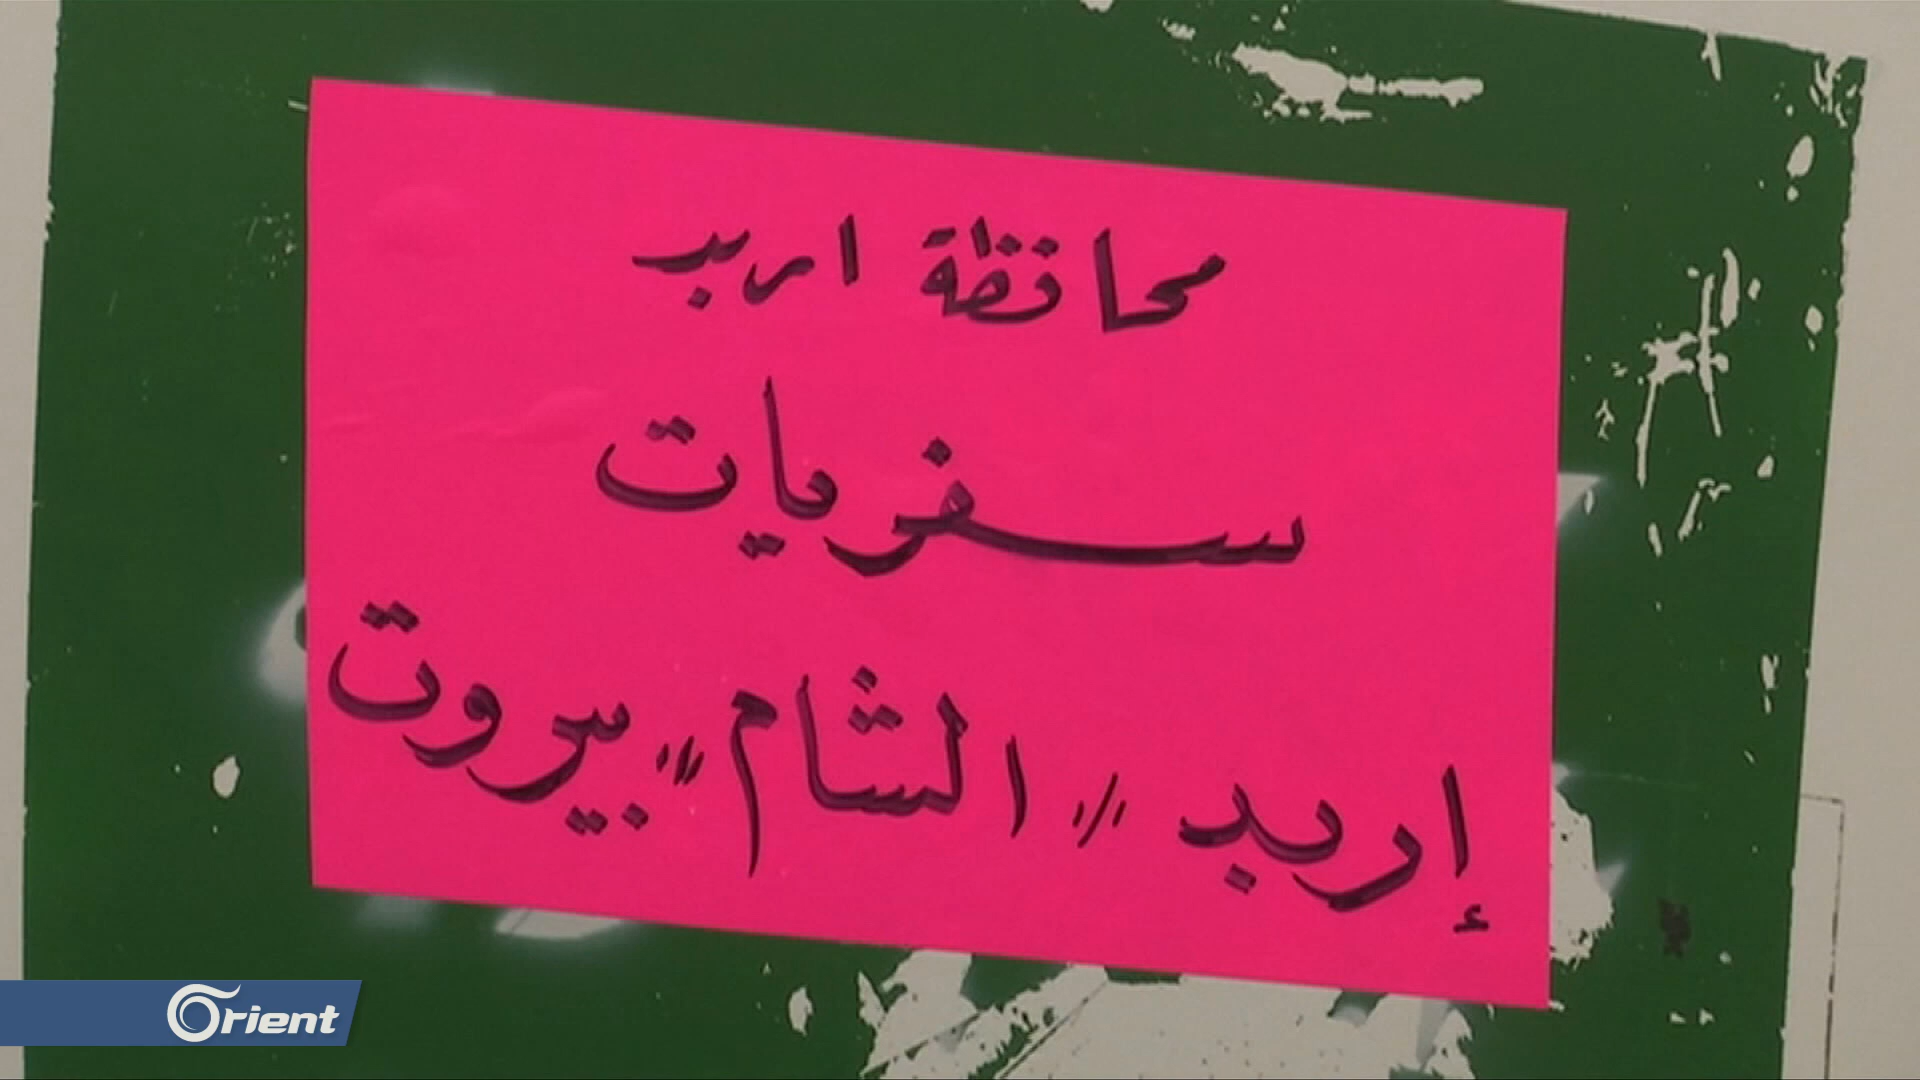 محافظة اربد
سفريات
إربد // الشام // بيروت
Orient